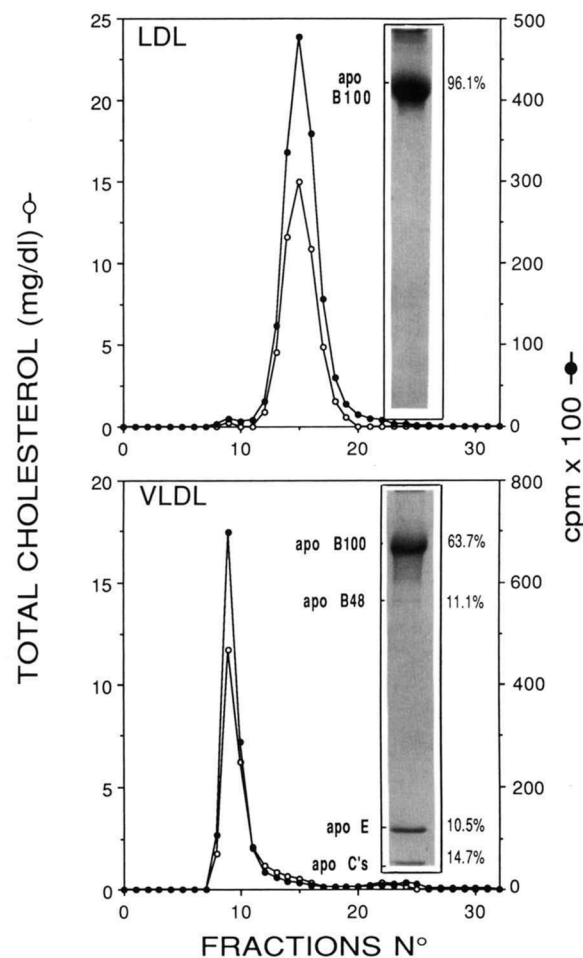 LDL
25
20
15
10
5
0
500
400
300
200
100
0
0 10 20 30
apo
B100
96.1%
VLDL
20
15
10
5
0
800
600
400
200
0
0 10 20 30
apo B100 63.7%
apo B48 11.1%
apo E 10.5%
apo C's 14.7%
TOTAL CHOLESTEROL (mg/dl)
cpm x 100
FRACTIONS Nº